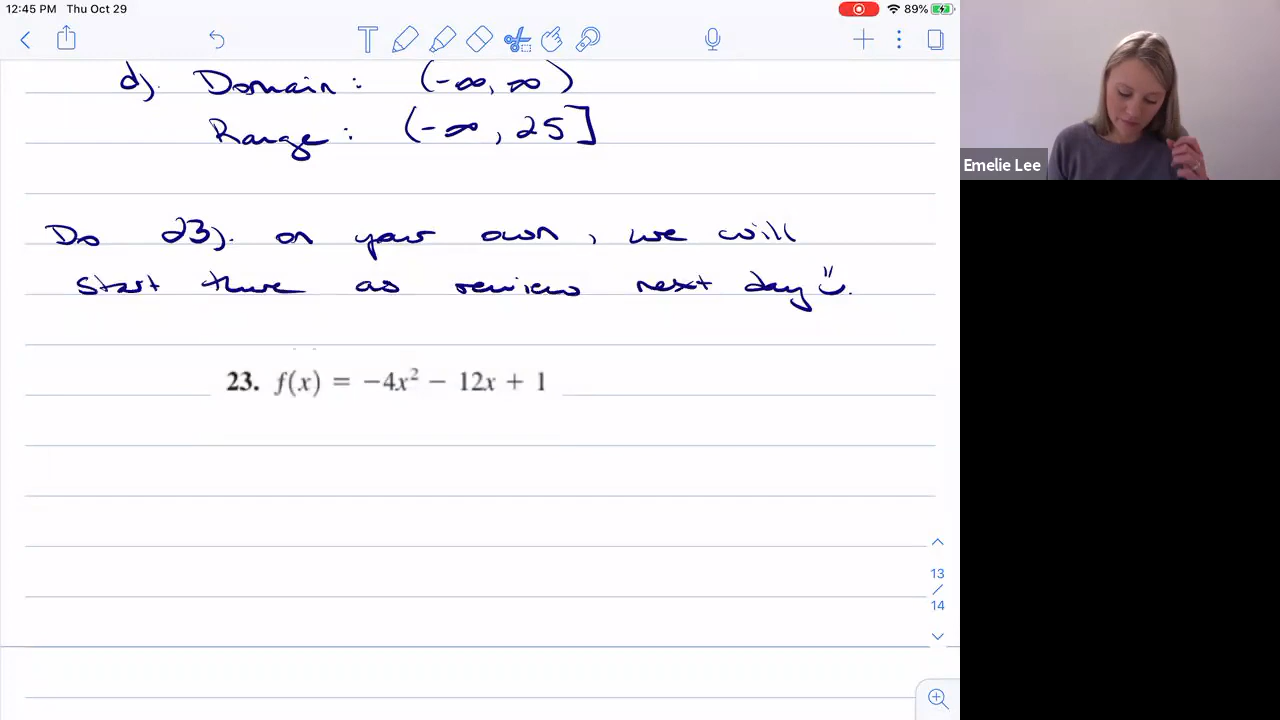 12:45 PM Thu Oct 29
89%
d). Domain: (-∞, ∞)
Range: (-∞, 25]
Emelie Lee
Do 23). on your own, we will
start there as review next day
23. f(x) = −4x² − 12x + 1
13
/
14